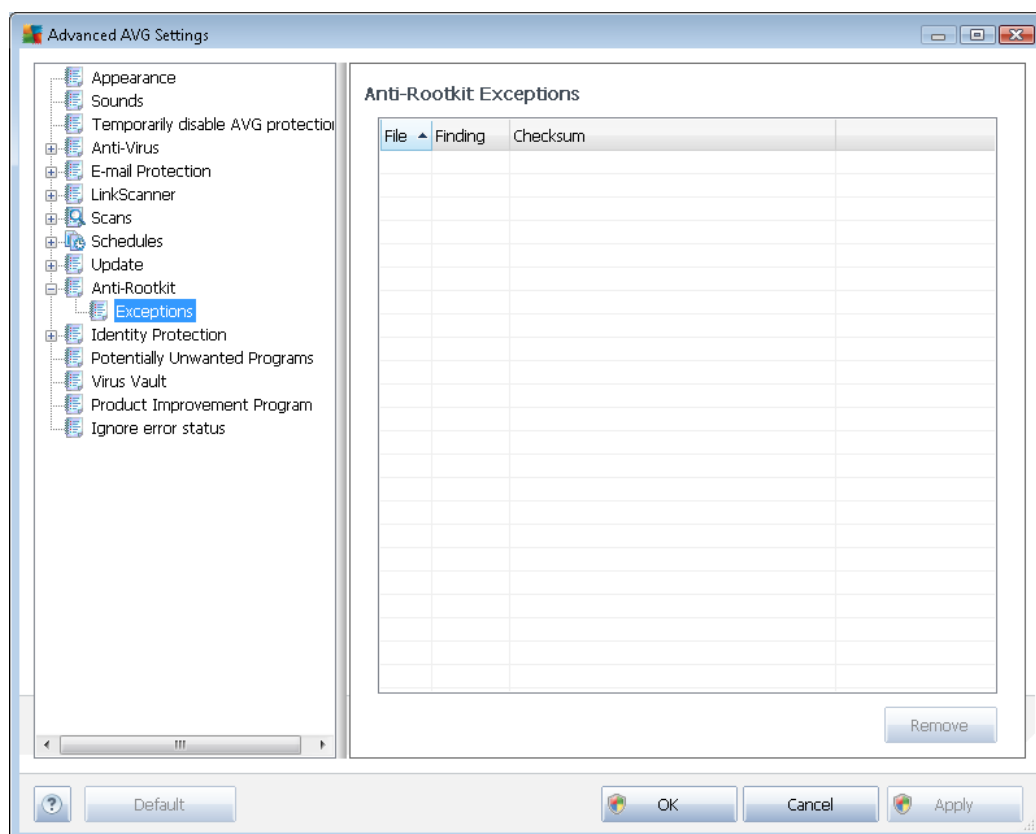 Advanced AVG Settings
Appearance
Sounds
Temporarily disable AVG protection
Anti-Virus
E-mail Protection
LinkScanner
Scans
Schedules
Update
Anti-Rootkit
Exceptions
Identity Protection
Potentially Unwanted Programs
Virus Vault
Product Improvement Program
Ignore error status
Anti-Rootkit Exceptions
File Finding Checksum
Remove
? Default OK Cancel Apply